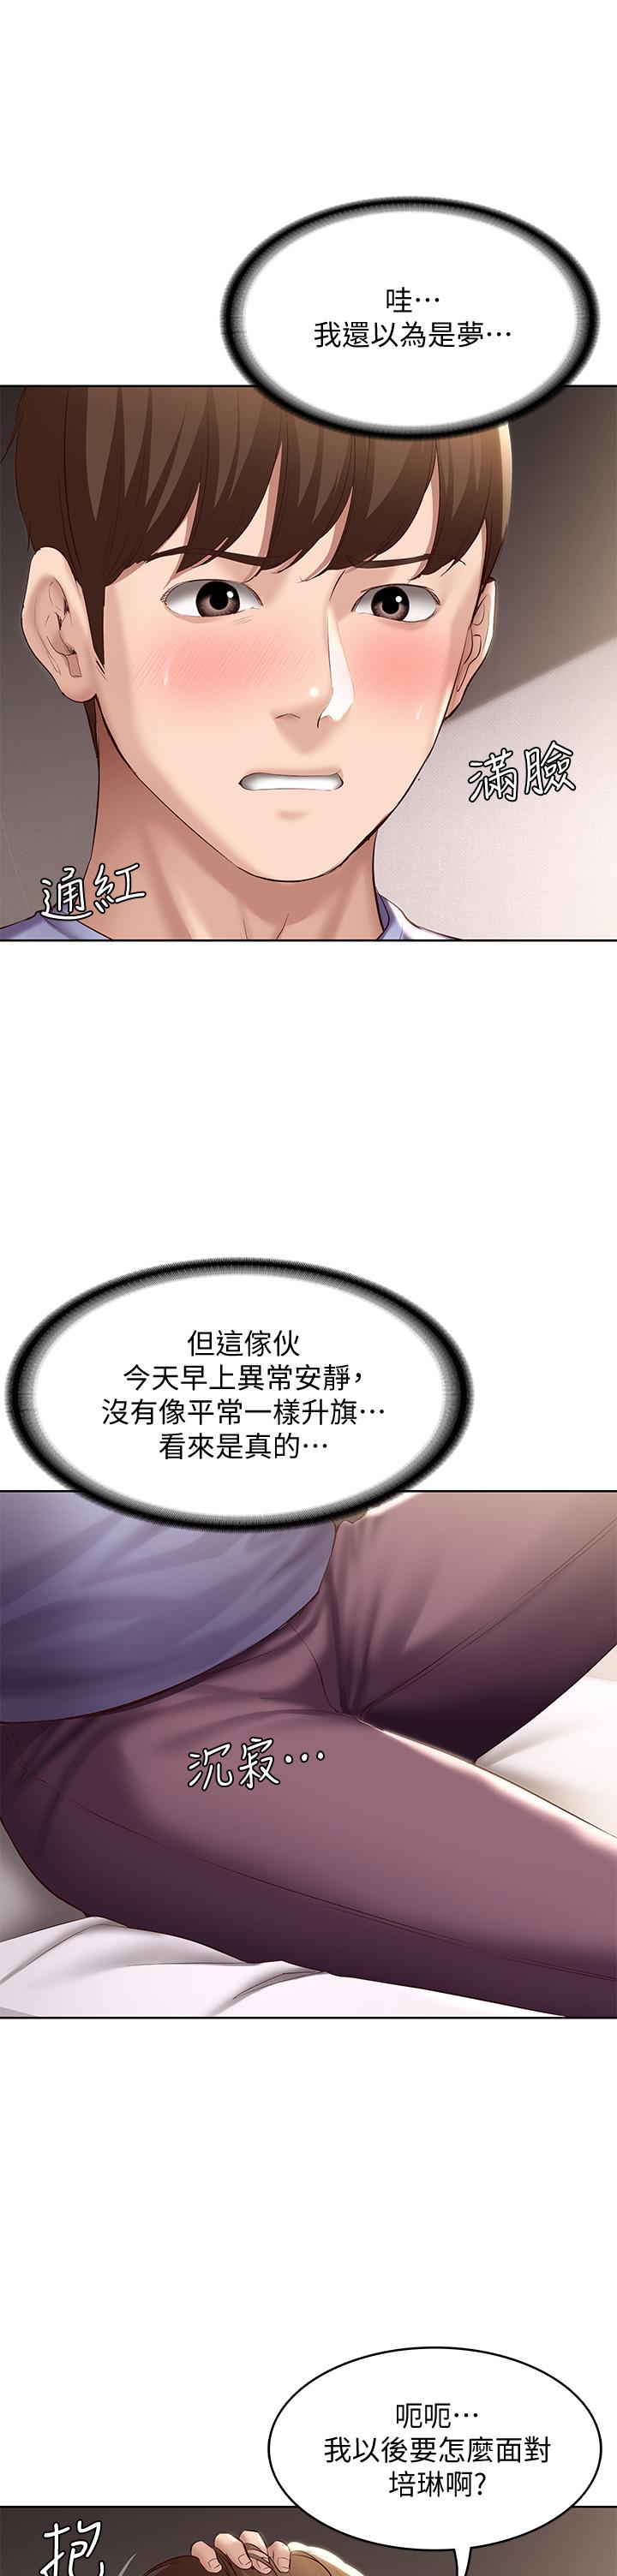 哇⋯
我還以為是夢⋯
滿臉
通紅
但這傢伙
今天早上異常安靜，
沒有像平常一樣升旗⋯
看來是真的⋯
沉寂⋯
呃呃⋯
我以後要怎麼面對
培琳啊?
抱